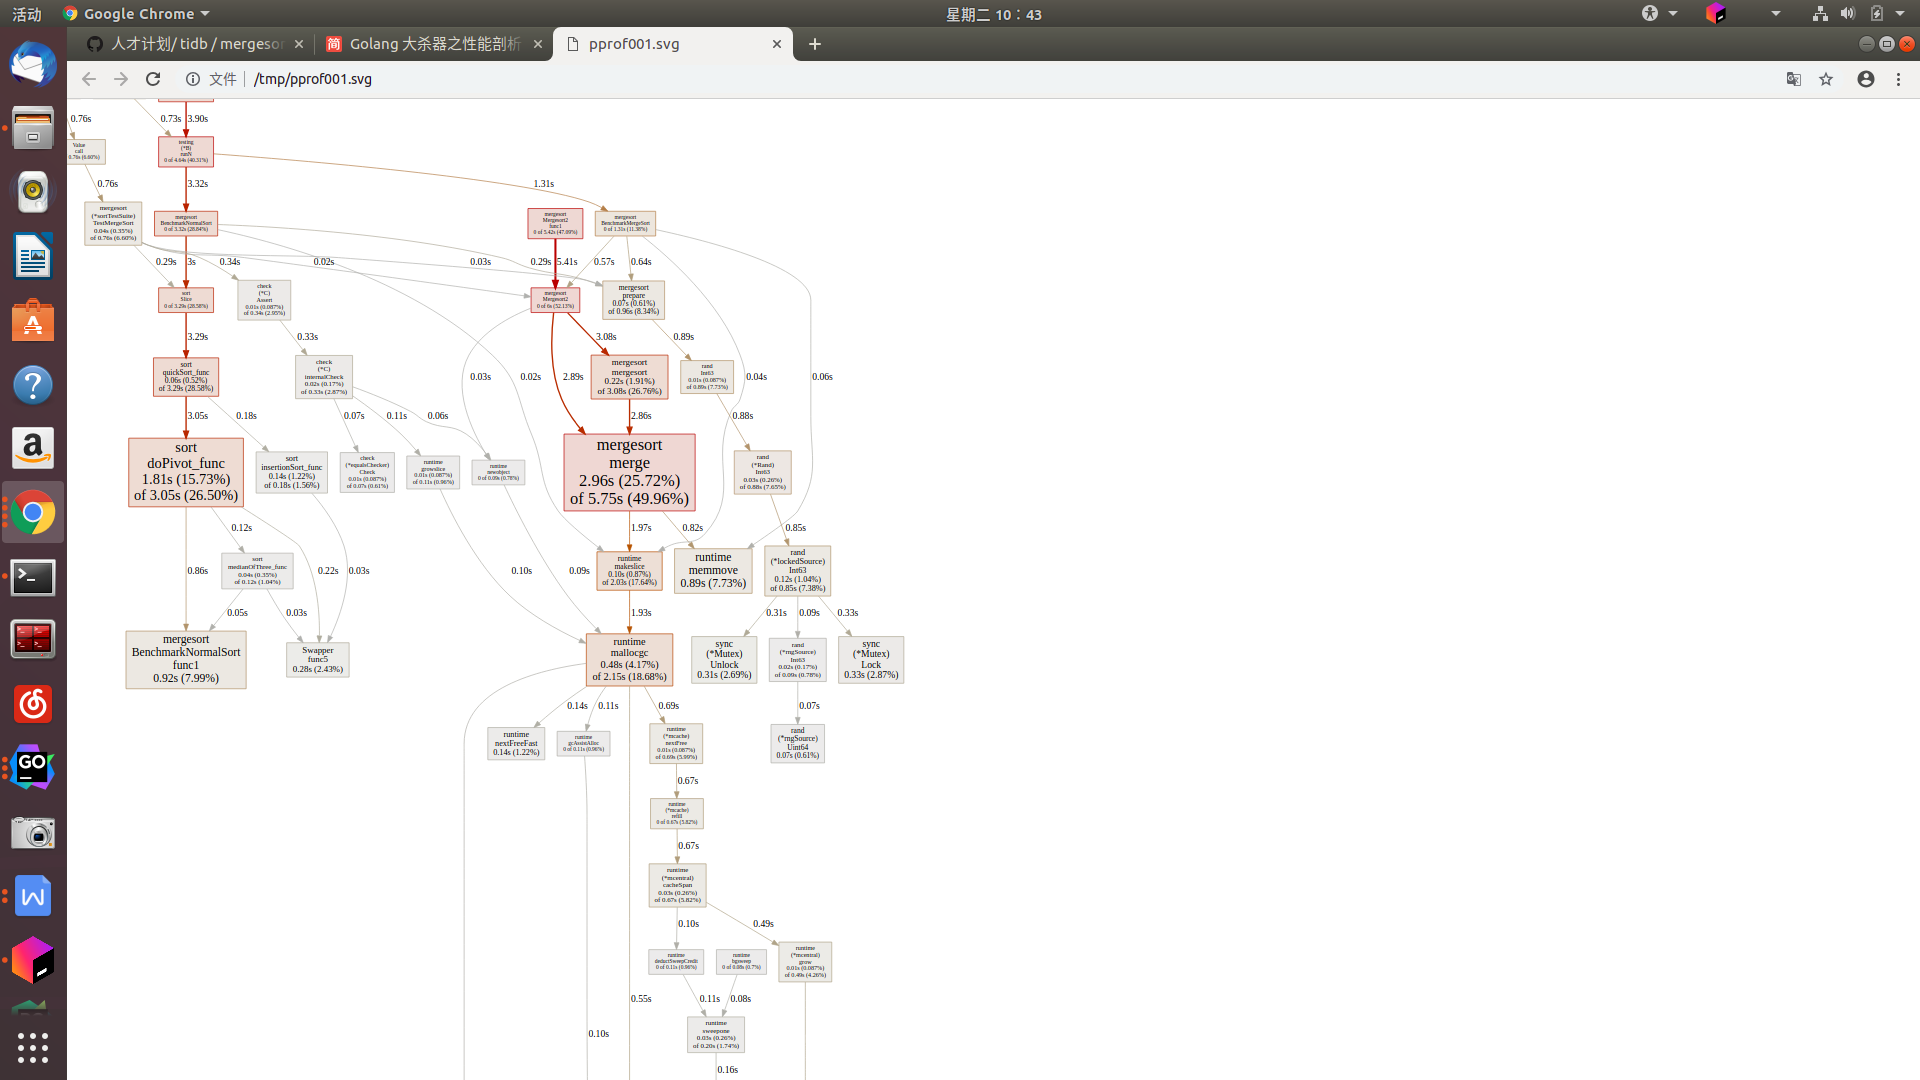 活动
Google Chrome
星期二 10：43
人才计划/ tidb / mergesor
Golang 大杀器之性能剖析
pprof001.svg
文件
/tmp/pprof001.svg
0.76s
0.73s
3.90s
Value
call
0.76s (6.60%)
testing
(*B)
runN
0 of 4.64s (40.31%)
0.76s
3.32s
1.31s
mergesort
(*sortTestSuite)
TestMergeSort
0.04s (0.35%)
of 0.76s (6.60%)
mergesort
BenchmarkNormalSort
0 of 3.32s (28.84%)
mergesort
Mergesort2
func1
0 of 5.42s (47.09%)
mergesort
BenchmarkMergeSort
0 of 1.31s (11.38%)
0.29s
3s
0.34s
0.02s
0.03s
0.29s
5.41s
0.57s
0.64s
sort
Slice
0 of 3.29s (28.58%)
check
(*C)
Assert
0.01s (0.087%)
of 0.34s (2.95%)
mergesort
Mergesort2
0 of 6s (52.13%)
mergesort
prepare
0.07s (0.61%)
of 0.96s (8.34%)
3.29s
0.33s
3.08s
0.89s
sort
quickSort_func
0.06s (0.52%)
of 3.29s (28.58%)
check
(*C)
internalCheck
0.02s (0.17%)
of 0.33s (2.87%)
0.03s
0.02s
2.89s
mergesort
mergesort
0.22s (1.91%)
of 3.08s (26.76%)
rand
Int63
0.01s (0.087%)
of 0.89s (7.73%)
0.04s
0.06s
3.05s
0.18s
0.07s
0.11s
0.06s
2.86s
0.88s
sort
doPivot_func
1.81s (15.73%)
of 3.05s (26.50%)
sort
insertionSort_func
0.14s (1.22%)
of 0.18s (1.56%)
check
(*equalsChecker)
Check
0.01s (0.087%)
of 0.07s (0.61%)
runtime
growslice
0.01s (0.087%)
of 0.11s (0.96%)
runtime
newobject
0 of 0.09s (0.78%)
mergesort
merge
2.96s (25.72%)
of 5.75s (49.96%)
rand
(*Rand)
Int63
0.03s (0.26%)
of 0.88s (7.65%)
0.12s
1.97s
0.82s
0.85s
0.86s
sort
medianOfThree_func
0.04s (0.35%)
of 0.12s (1.04%)
0.22s
0.03s
0.10s
0.09s
runtime
makeslice
0.10s (0.87%)
of 2.03s (17.64%)
runtime
memmove
0.89s (7.73%)
rand
(*lockedSource)
Int63
0.12s (1.04%)
of 0.85s (7.38%)
0.05s
0.03s
1.93s
0.31s
0.09s
0.33s
mergesort
BenchmarkNormalSort
func1
0.92s (7.99%)
Swapper
func5
0.28s (2.43%)
runtime
mallocgc
0.48s (4.17%)
of 2.15s (18.68%)
sync
(*Mutex)
Unlock
0.31s (2.69%)
rand
(*rngSource)
Int63
0.02s (0.17%)
of 0.09s (0.78%)
sync
(*Mutex)
Lock
0.33s (2.87%)
0.14s
0.11s
0.69s
0.07s
runtime
nextFreeFast
0.14s (1.22%)
runtime
gcAssistAlloc
0 of 0.11s (0.96%)
runtime
(*mcache)
nextFree
0.01s (0.087%)
of 0.69s (5.99%)
rand
(*rngSource)
Uint64
0.07s (0.61%)
0.67s
runtime
(*mcache)
refill
0 of 0.67s (5.82%)
0.67s
runtime
(*mcentral)
cacheSpan
0.03s (0.26%)
of 0.67s (5.82%)
0.10s
0.49s
runtime
deductSweepCredit
0 of 0.11s (0.96%)
runtime
bgsweep
0 of 0.08s (0.7%)
runtime
(*mcentral)
grow
0.01s (0.087%)
of 0.49s (4.26%)
0.55s
0.11s
0.08s
0.10s
runtime
sweepone
0.03s (0.26%)
of 0.20s (1.74%)
0.16s